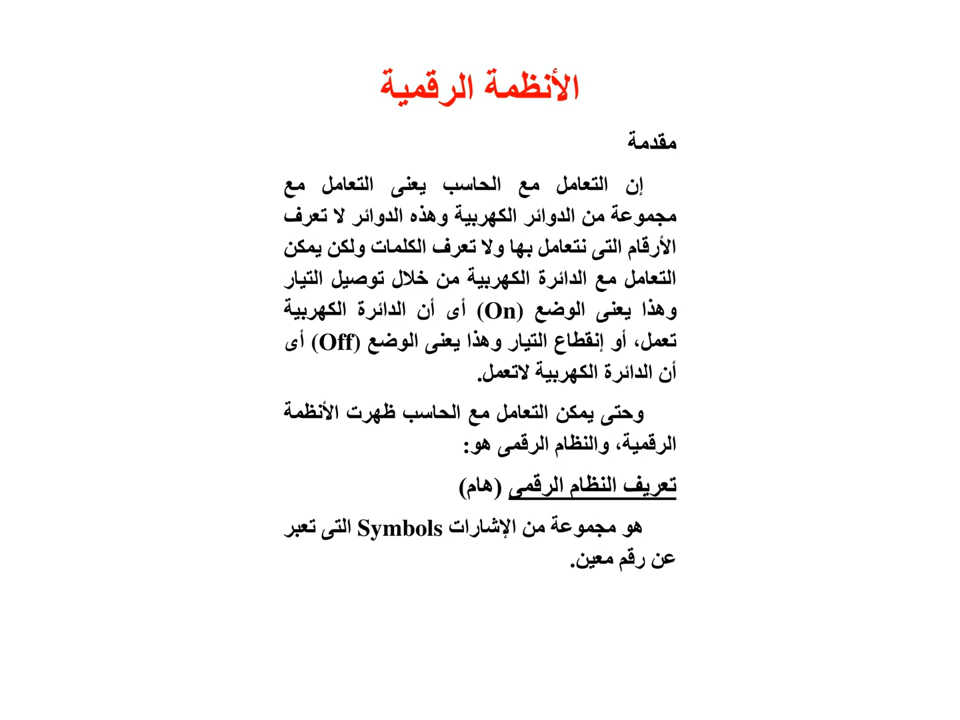 الأنظمة الرقمية
مقدمة
إن التعامل مع الحاسب يعنى التعامل مع
مجموعة من الدوائر الكهربية وهذه الدوائر لا تعرف
الأرقام التى نتعامل بها ولا تعرف الكلمات ولكن يمكن
التعامل مع الدائرة الكهربية من خلال توصيل التيار
وهذا يعنى الوضع (On) أى أن الدائرة الكهربية
تعمل، أو إنقطاع التيار وهذا يعنى الوضع (Off) أى
أن الدائرة الكهربية لاتعمل.
وحتى يمكن التعامل مع الحاسب ظهرت الأنظمة
الرقمية، والنظام الرقمى هو:
تعريف النظام الرقمى (هام)
هو مجموعة من الإشارات Symbols التى تعبر
عن رقم معين.